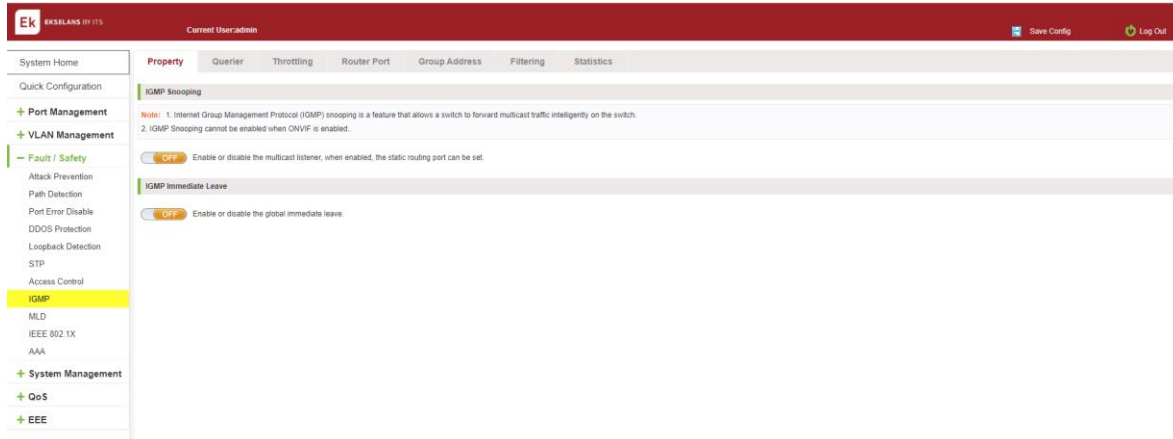 Ek EKSELANS BY ITS
Current User:admin
Save Config
Log Out
System Home
Quick Configuration
+ Port Management
+ VLAN Management
− Fault / Safety
Attack Prevention
Path Detection
Port Error Disable
DDOS Protection
Loopback Detection
STP
Access Control
IGMP
MLD
IEEE 802.1X
AAA
+ System Management
+ QoS
+ EEE
Property Querier Throttling Router Port Group Address Filtering Statistics
IGMP Snooping
Note: 1. Internet Group Management Protocol (IGMP) snooping is a feature that allows a switch to forward multicast traffic intelligently on the switch.
2. IGMP Snooping cannot be enabled when ONVIF is enabled..
OFF Enable or disable the multicast listener, when enabled, the static routing port can be set.
IGMP Immediate Leave
OFF Enable or disable the global immediate leave.